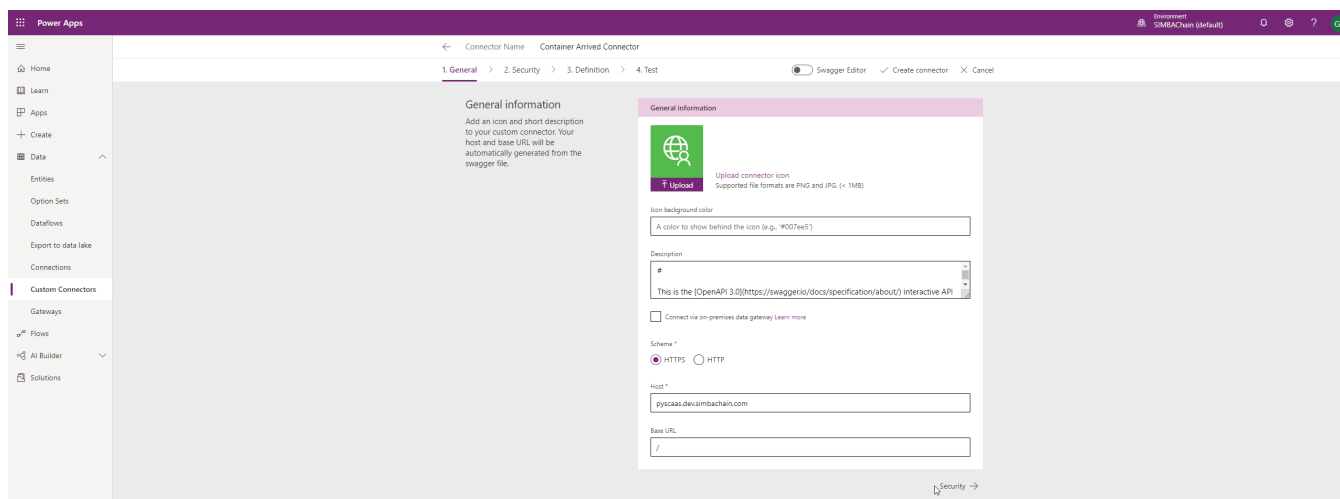 Power Apps
Environment
SIMBAChain (default)
?
G
Home
Learn
Apps
Create
Data
Entities
Option Sets
Dataflows
Export to data lake
Connections
Custom Connectors
Gateways
Flows
AI Builder
Solutions
Connector Name Container Arrived Connector
1. General > 2. Security > 3. Definition > 4. Test
Swagger Editor Create connector Cancel
General information
Add an icon and short description
to your custom connector. Your
host and base URL will be
automatically generated from the
swagger file.
General information
Upload
Upload connector icon
Supported file formats are PNG and JPG. (< 1MB)
Icon background color
A color to show behind the icon (e.g., '#007ee5')
Description
#
This is the [OpenAPI 3.0](https://swagger.io/docs/specification/about/) interactive API
Connect via on-premises data gateway Learn more
Scheme *
HTTPS HTTP
Host *
pyscaas.dev.simbachain.com
Base URL
/
Security